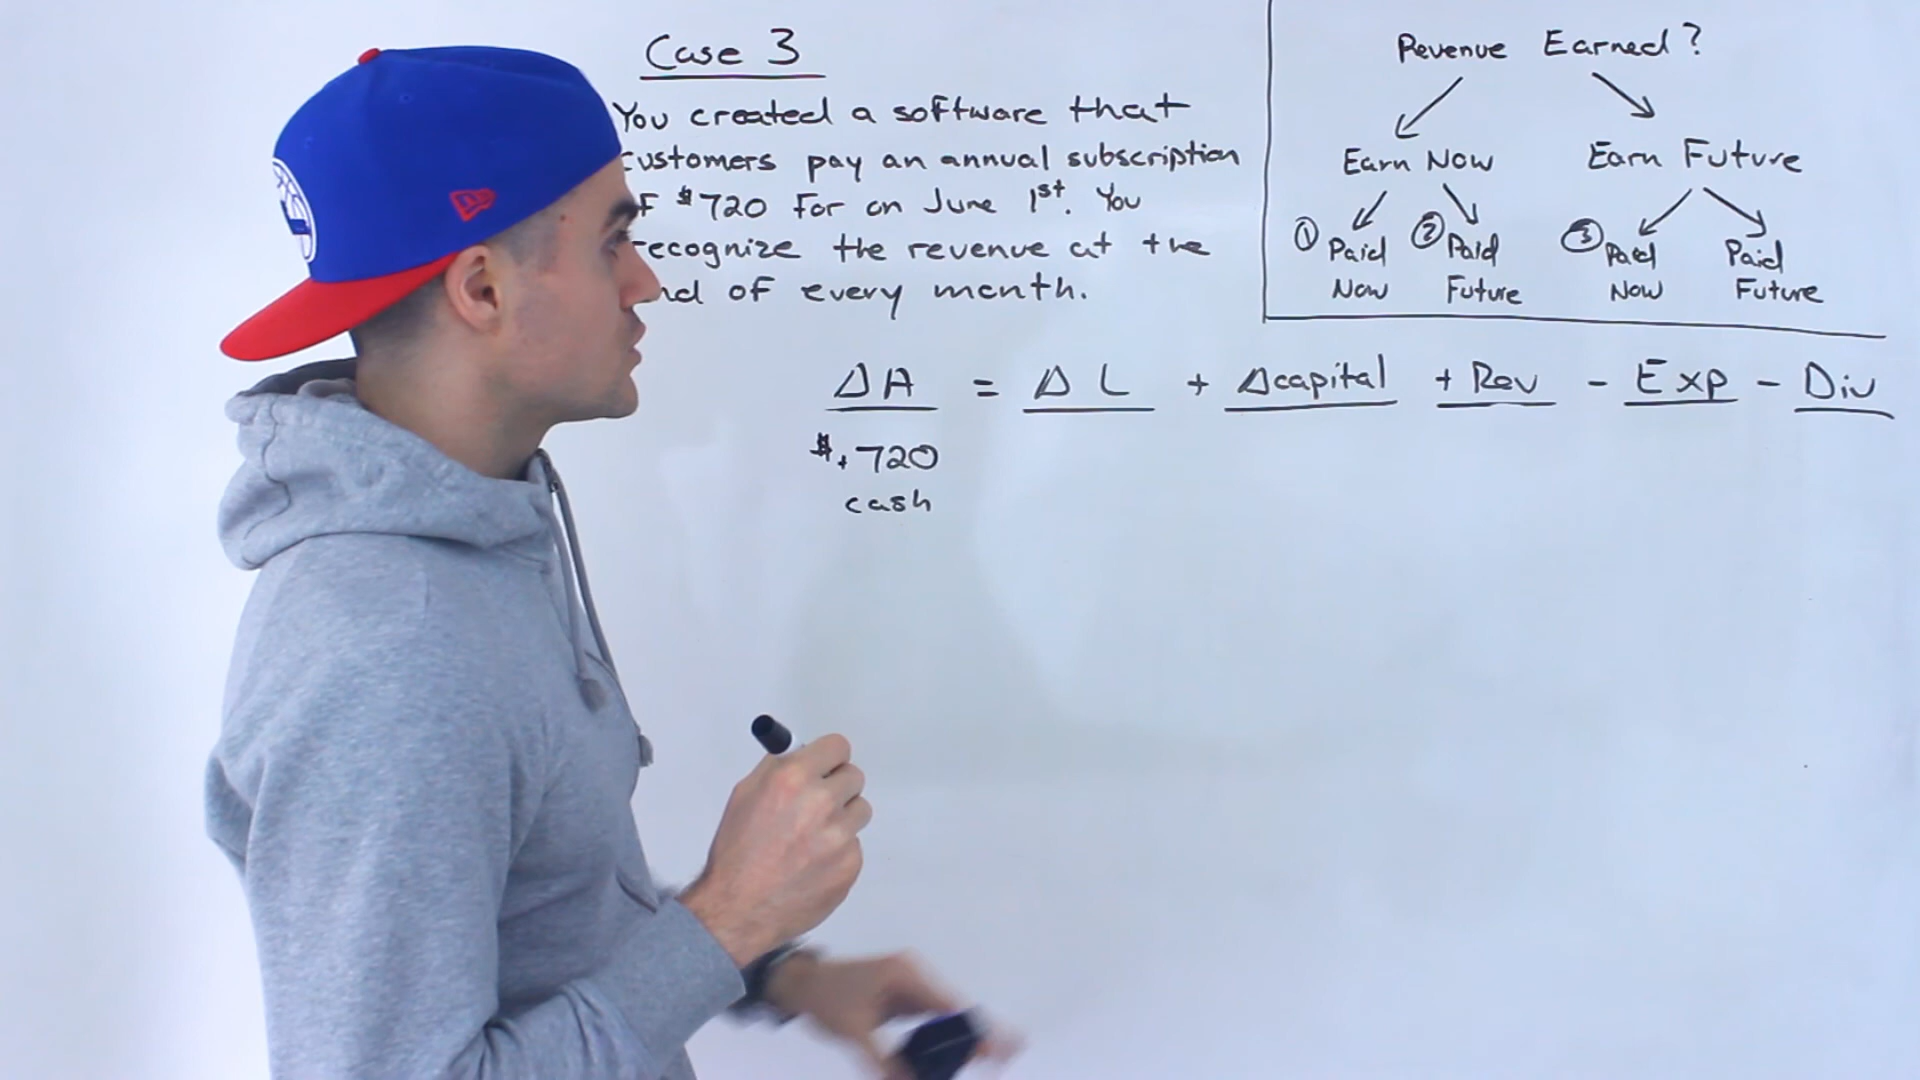 Case 3
You created a software that
customers pay an annual subscription
of $720 for on June 1st. You
recognize the revenue at the
end of every month.
Revenue Earned?
Earn Now Earn Future
① Paid Now ② Paid Future ③ Paid Now Paid Future
ΔA = ΔL + Δcapital + Rev - Exp - Div
$+720
cash